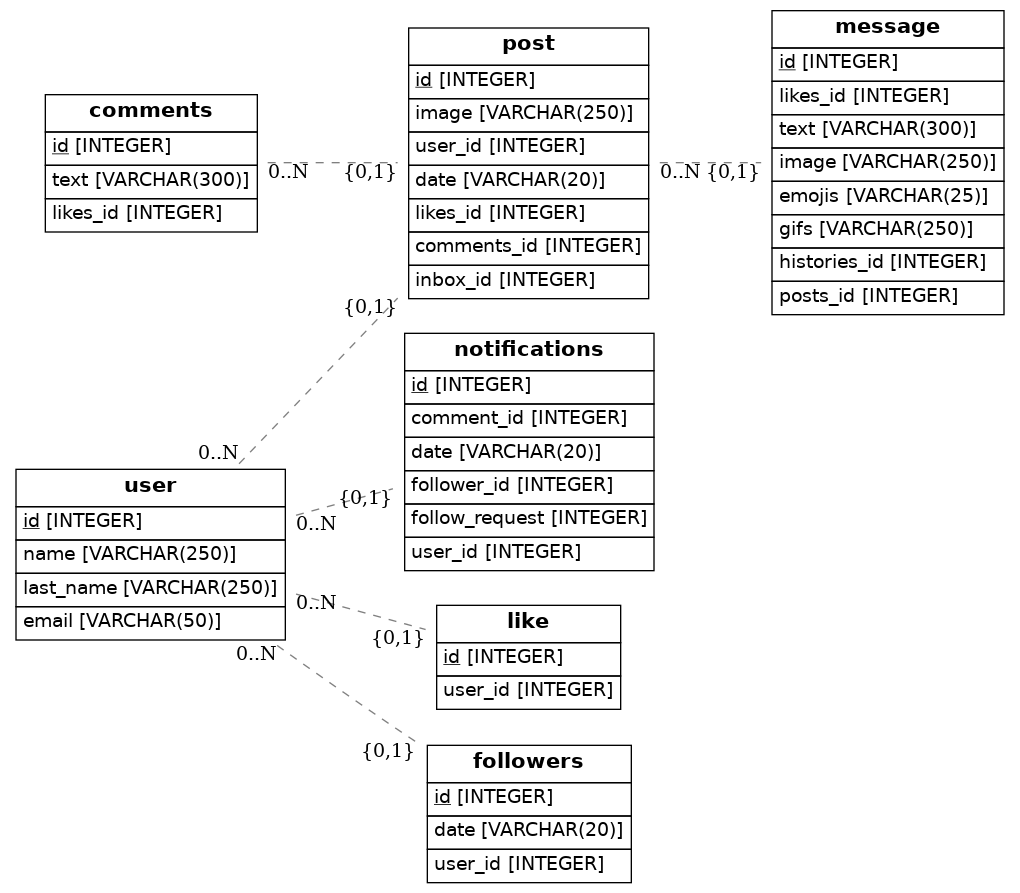 comments
id [INTEGER]
text [VARCHAR(300)]
likes_id [INTEGER]
0..N
{0,1}
post
id [INTEGER]
image [VARCHAR(250)]
user_id [INTEGER]
date [VARCHAR(20)]
likes_id [INTEGER]
comments_id [INTEGER]
inbox_id [INTEGER]
0..N
{0,1}
message
id [INTEGER]
likes_id [INTEGER]
text [VARCHAR(300)]
image [VARCHAR(250)]
emojis [VARCHAR(25)]
gifs [VARCHAR(250)]
histories_id [INTEGER]
posts_id [INTEGER]
{0,1}
0..N
user
id [INTEGER]
name [VARCHAR(250)]
last_name [VARCHAR(250)]
email [VARCHAR(50)]
0..N
{0,1}
notifications
id [INTEGER]
comment_id [INTEGER]
date [VARCHAR(20)]
follower_id [INTEGER]
follow_request [INTEGER]
user_id [INTEGER]
0..N
{0,1}
like
id [INTEGER]
user_id [INTEGER]
0..N
{0,1}
followers
id [INTEGER]
date [VARCHAR(20)]
user_id [INTEGER]